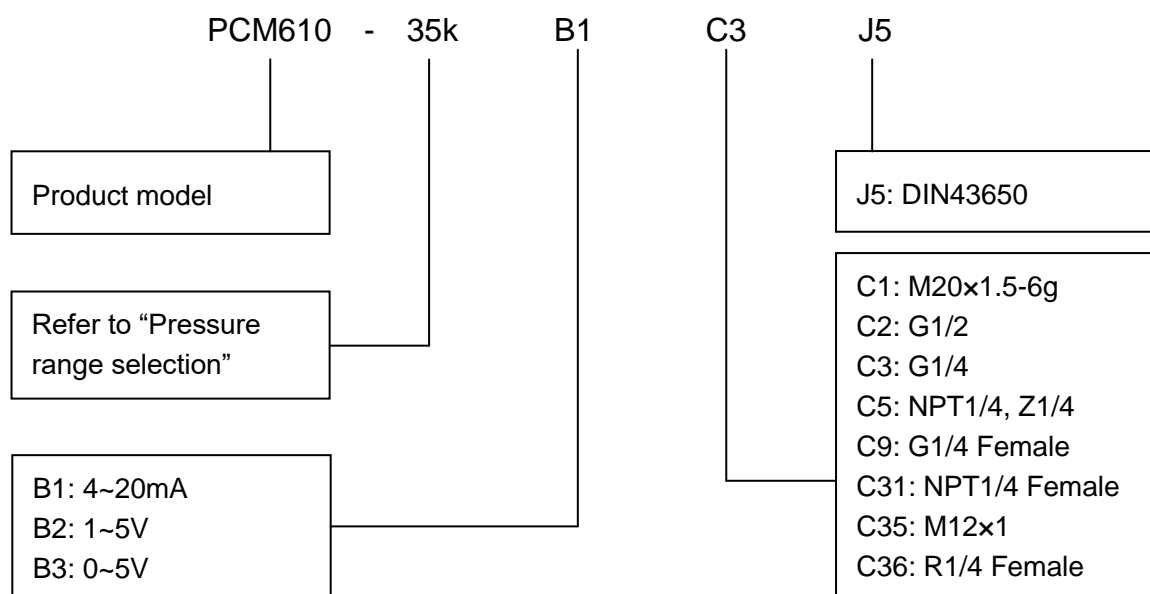 PCM610 - 35k B1 C3 J5
Product model
J5: DIN43650
Refer to “Pressure
range selection”
C1: M20×1.5-6g
C2: G1/2
C3: G1/4
C5: NPT1/4, Z1/4
C9: G1/4 Female
C31: NPT1/4 Female
C35: M12×1
C36: R1/4 Female
B1: 4~20mA
B2: 1~5V
B3: 0~5V